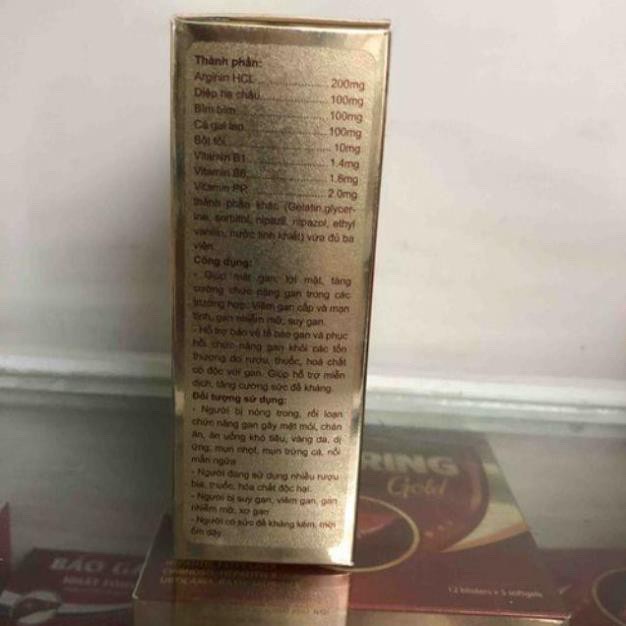 Thành phần:
Arginin HCL 200mg
Diệp hạ châu 100mg
Bìm bìm 100mg
Cà gai leo 100mg
Bột tỏi 10mg
Vitamin B1 1.4mg
Vitamin B6 1.6mg
Vitamin PP 2.0mg
thành phần khác (Gelatin,glycer-
ine, sorbitol, nipazil, nipazol, ethyl
vanilin, nước tinh khiết) vừa đủ ba
viên.
Công dụng:
- Giúp mát gan, lợi mật, tăng
cường chức năng gan trong các
trường hợp: Viêm gan cấp và mạn
tính, gan nhiễm mỡ, suy gan.
- Hỗ trợ bảo vệ tế bào gan và phục
hồi chức năng gan khỏi các tổn
thương do rượu, thuốc, hoá chất
có độc với gan. Giúp hỗ trợ miễn
dịch, tăng cường sức đề kháng.
Đối tượng sử dụng:
- Người bị nóng trong, rối loạn
chức năng gan gây mệt mỏi, chán
ăn, ăn uống khó tiêu, vàng da, dị
ứng, mụn nhọt, mụn trứng cá, nổi
mẩn ngứa
- Người đang sử dụng nhiều rượu
bia, thuốc, hóa chất độc hại.
- Người bị suy gan, viêm gan, gan
nhiễm mỡ, xơ gan
- Người có sức đề kháng kém, mới
ốm dậy
RING
Gold
BẢO GA
12 blisters x 5 softgels